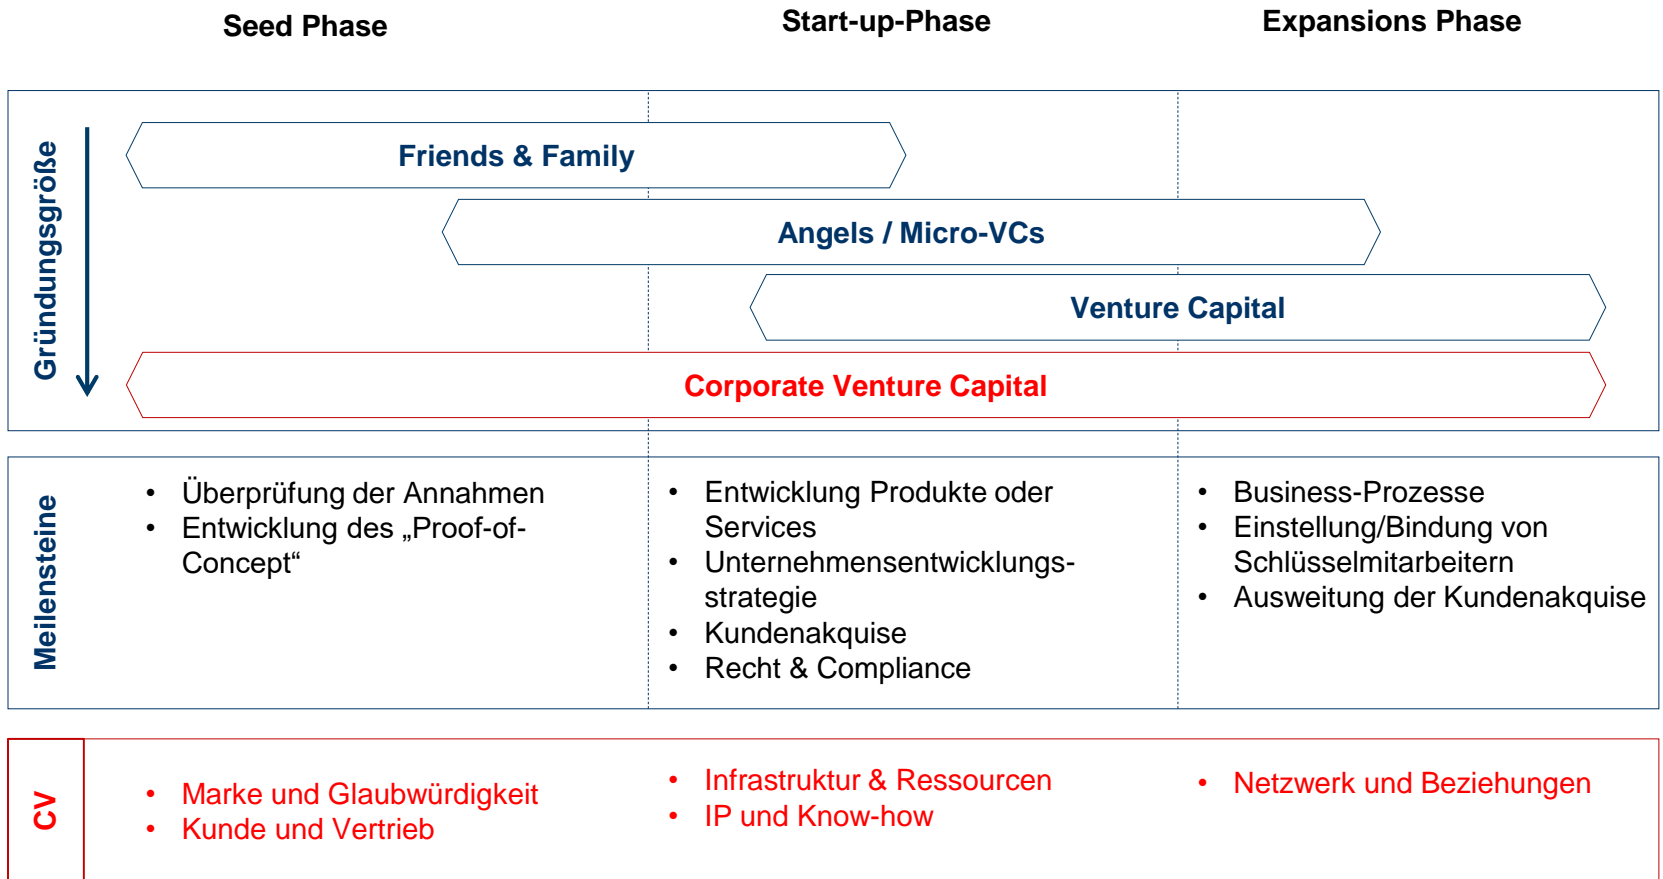 Seed Phase
Start-up-Phase
Expansions Phase
Gründungsgröße
Friends & Family
Angels / Micro-VCs
Venture Capital
Corporate Venture Capital
Meilensteine
• Überprüfung der Annahmen
• Entwicklung des „Proof-of-
Concept“
• Entwicklung Produkte oder
Services
• Unternehmensentwicklungs-
strategie
• Kundenakquise
• Recht & Compliance
• Business-Prozesse
• Einstellung/Bindung von
Schlüsselmitarbeitern
• Ausweitung der Kundenakquise
CV
• Marke und Glaubwürdigkeit
• Kunde und Vertrieb
• Infrastruktur & Ressourcen
• IP und Know-how
• Netzwerk und Beziehungen